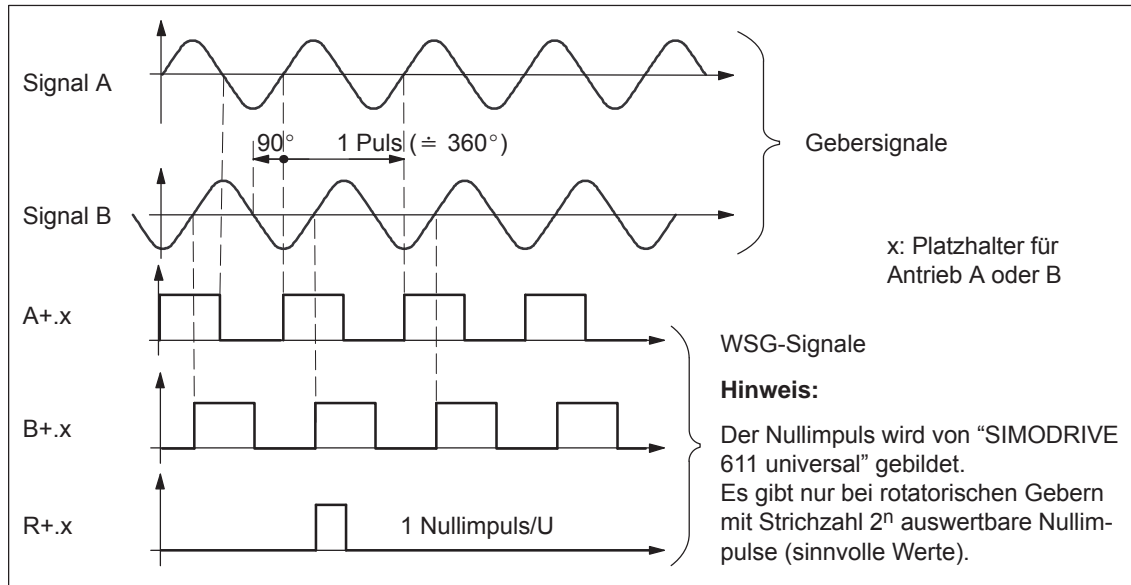 Signal A
90° 1 Puls (≐ 360°)
Gebersignale
Signal B
x: Platzhalter für
Antrieb A oder B
A+.x
WSG-Signale
Hinweis:
B+.x
Der Nullimpuls wird von “SIMODRIVE
611 universal” gebildet.
Es gibt nur bei rotatorischen Gebern
mit Strichzahl 2ⁿ auswertbare Nullim-
pulse (sinnvolle Werte).
R+.x
1 Nullimpuls/U